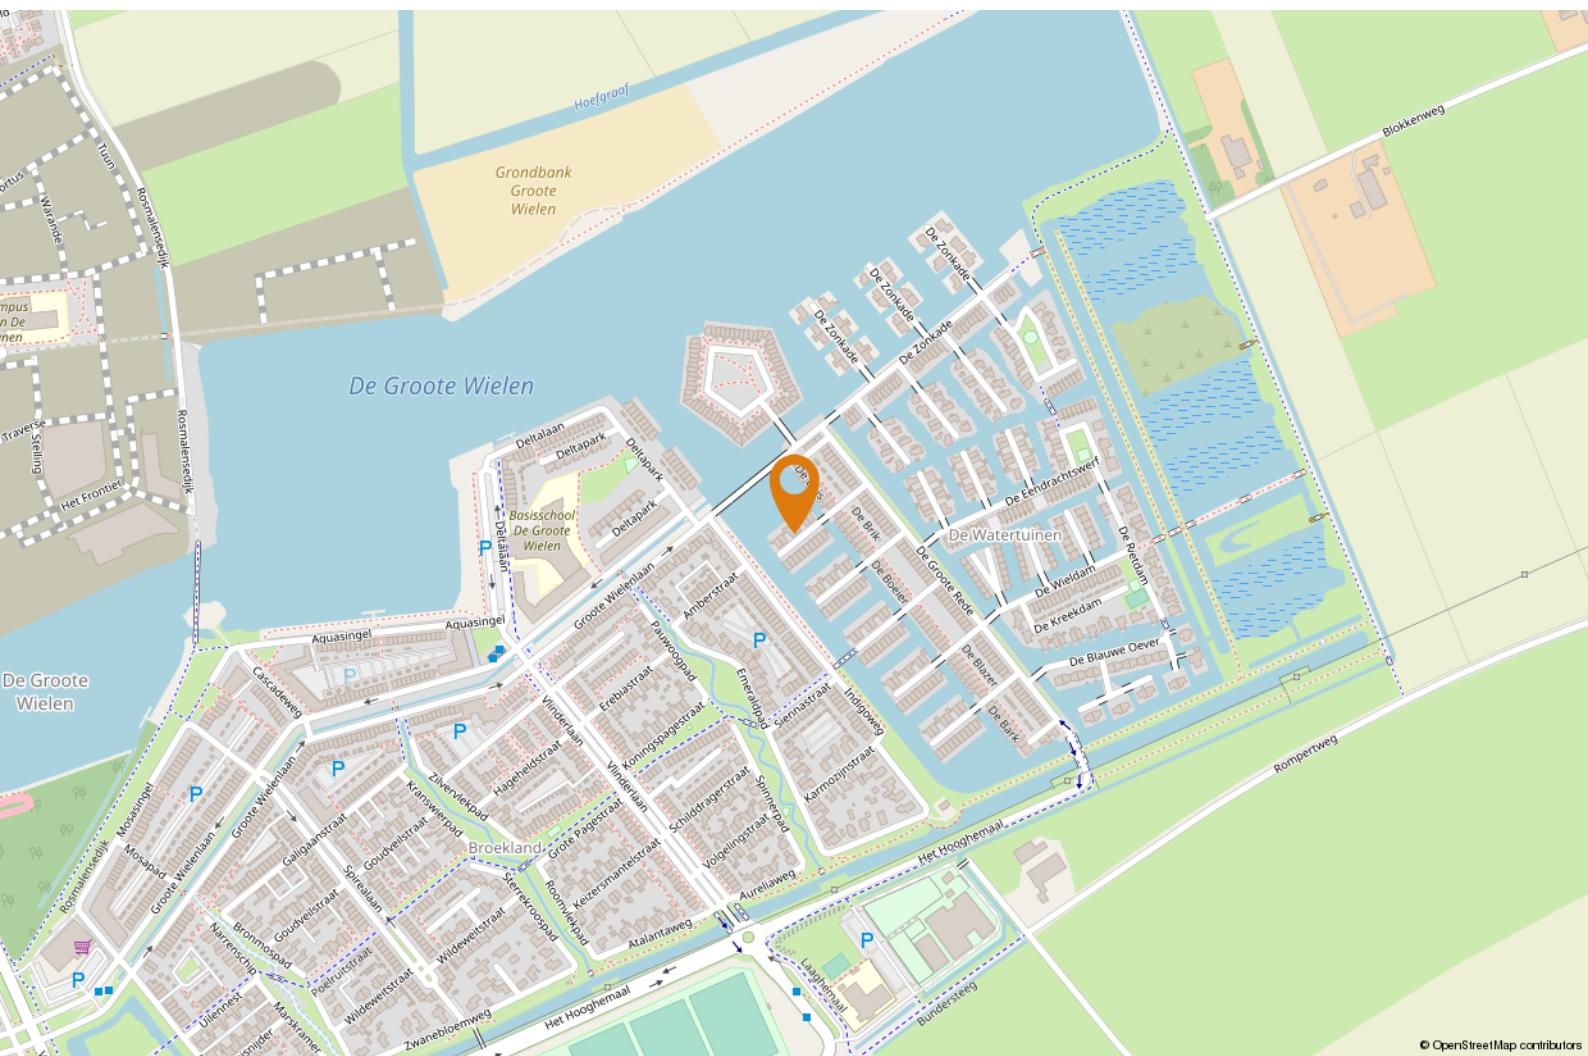 Hoefgraaf
Blokkenweg
Tuun
Warande
Rosmalensedijk
Grondbank
Groote
Wielen
De Zonkade
De Zonkade
De Zonkade
De Zonkade
De Groote Wielen
Traverse
Stelling
Het Frontier
Rosmalensedijk
Deltalaan
Deltapark
Deltapark
Deltapark
Basisschool
De Groote
Wielen
P
Deltalaan
De Brik
De Eendrachtswerf
De Watertuinen
De Boeier
De Groote Rede
De Rietdam
De Wieldam
De Kreekdam
De Blauwe Oever
De Blazer
De Bark
Groote Wielenlaan
Amberstraat
P
Aquasingel
Aquasingel
P
De Groote
Wielen
Cascadeweg
Pauwoogpad
Erebiastraat
Emeraldpad
Siennastraat
Indigoweg
Vlinderlaan
Koningspagestraat
Karmozijnstraat
P
Hageheldstraat
Vlinderlaan
P
Zilvervlekpad
Kranswierpad
Schilddragerstraat
Spinnerpad
Volgelingstraat
Rompertweg
P
Mosasingel
Groote Wielenlaan
Galigaanstraat
Goudveilstraat
Broekland
Grote Pagestraat
Keizersmantelstraat
Het Hooghemaal
Aureliaweg
Mosapad
Rosmalensedijk
Groote Wielenlaan
Spirealaan
Sterrekroospad
Roomvlekpad
Goudveilstraat
Wildeweitstraat
Atalantaweg
Bronmospad
Narrenschip
Poelruitstraat
P
P
Laaghemaal
Bundersteeg
Uilennest
Wildeweitstraat
Marskramer
Zwanebloemweg
Het Hooghemaal
© OpenStreetMap contributors